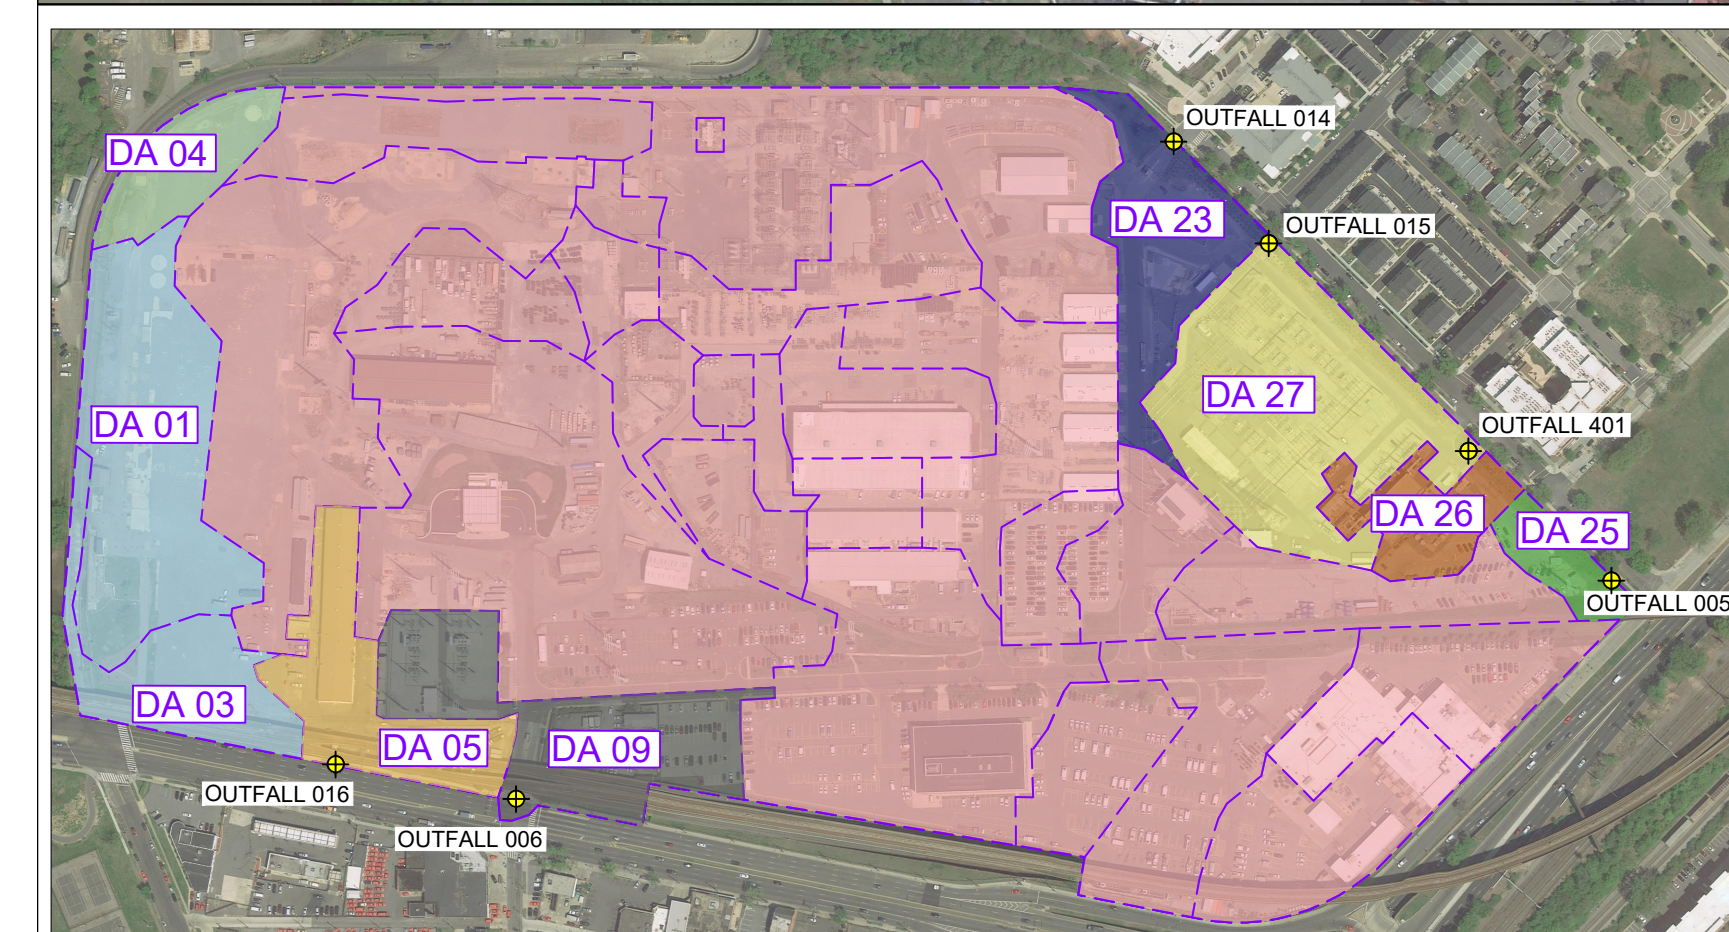 OUTFALL 014
DA 04
DA 23
OUTFALL 015
DA 27
DA 01
OUTFALL 401
DA 26
DA 25
OUTFALL 005
DA 03
DA 05
DA 09
OUTFALL 016
OUTFALL 006